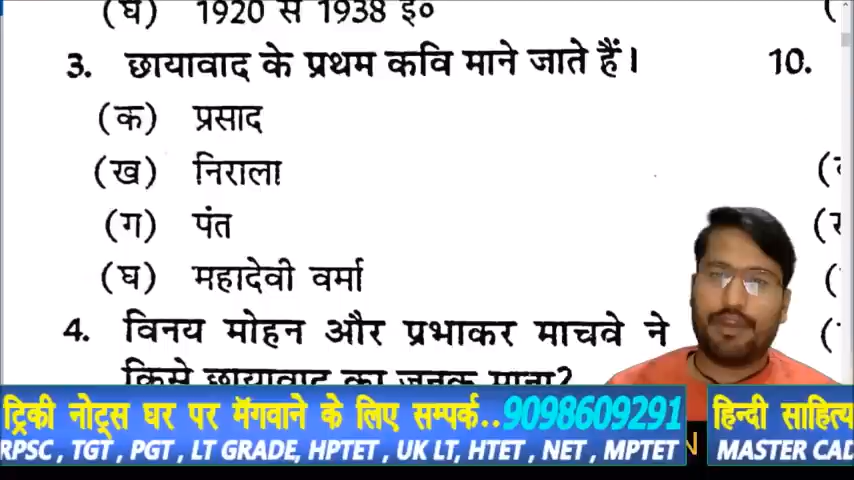 (घ) 1920 से 1938 ई०
3. छायावाद के प्रथम कवि माने जाते हैं।
(क) प्रसाद
(ख) निराला
(ग) पंत
(घ) महादेवी वर्मा
4. विनय मोहन और प्रभाकर माचवे ने
किसे छायावाद का जनक माना?
10.
ट्रिकी नोट्स घर पर मॅगवाने के लिए सम्पर्क..9098609291
RPSC , TGT , PGT , LT GRADE, HPTET , UK LT, HTET , NET , MPTET
N
हिन्दी साहित्य
MASTER CAD